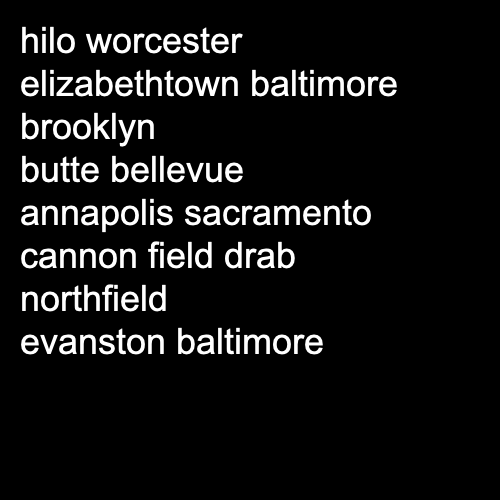 hilo worcester
elizabethtown baltimore
brooklyn
butte bellevue
annapolis sacramento
cannon field drab
northfield
evanston baltimore